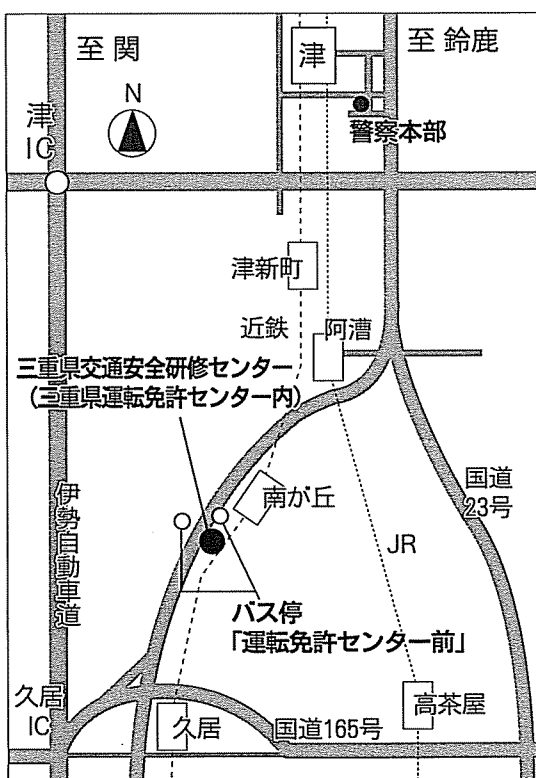 至 関
津
至 鈴鹿
N
津
IC
警察本部
津新町
近鉄
阿漕
三重県交通安全研修センター
（三重県運転免許センター内）
南が丘
国道
23号
伊勢自動車道
JR
バス停
「運転免許センター前」
久居
IC
久居
国道165号
高茶屋